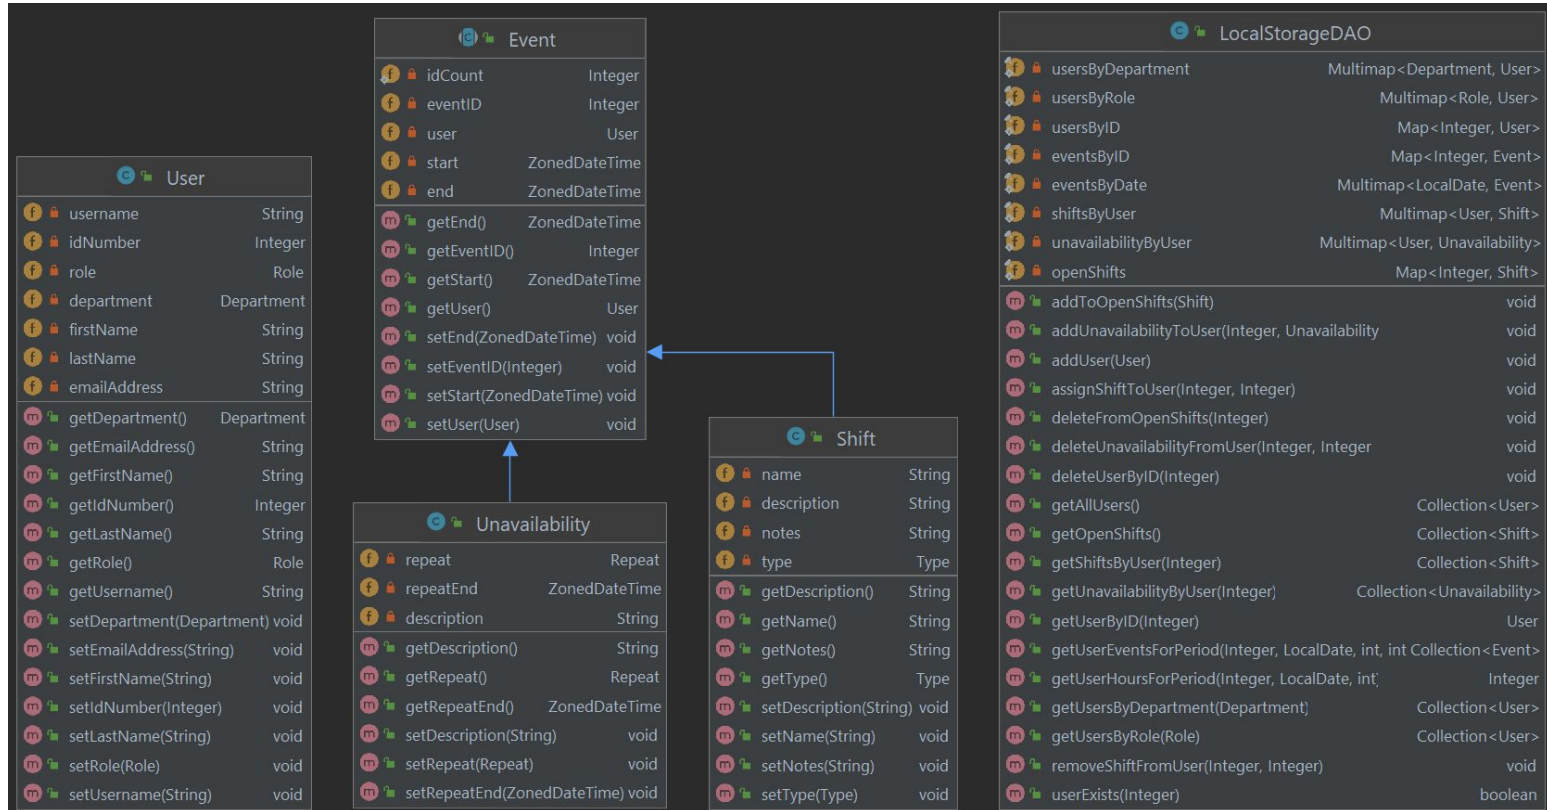 User
username String
idNumber Integer
role Role
department Department
firstName String
lastName String
emailAddress String
getDepartment() Department
getEmailAddress() String
getFirstName() String
getIdNumber() Integer
getLastName() String
getRole() Role
getUsername() String
setDepartment(Department) void
setEmailAddress(String) void
setFirstName(String) void
setIdNumber(Integer) void
setLastName(String) void
setRole(Role) void
setUsername(String) void
Event
idCount Integer
eventID Integer
user User
start ZonedDateTime
end ZonedDateTime
getEnd() ZonedDateTime
getEventID() Integer
getStart() ZonedDateTime
getUser() User
setEnd(ZonedDateTime) void
setEventID(Integer) void
setStart(ZonedDateTime) void
setUser(User) void
Unavailability
repeat Repeat
repeatEnd ZonedDateTime
description String
getDescription() String
getRepeat() Repeat
getRepeatEnd() ZonedDateTime
setDescription(String) void
setRepeat(Repeat) void
setRepeatEnd(ZonedDateTime) void
Shift
name String
description String
notes String
type Type
getDescription() String
getName() String
getNotes() String
getType() Type
setDescription(String) void
setName(String) void
setNotes(String) void
setType(Type) void
LocalStorageDAO
usersByDepartment Multimap<Department, User>
usersByRole Multimap<Role, User>
usersByID Map<Integer, User>
eventsByID Map<Integer, Event>
eventsByDate Multimap<LocalDate, Event>
shiftsByUser Multimap<User, Shift>
unavailabilityByUser Multimap<User, Unavailability>
openShifts Map<Integer, Shift>
addToOpenShifts(Shift) void
addUnavailabilityToUser(Integer, Unavailability void
addUser(User) void
assignShiftToUser(Integer, Integer) void
deleteFromOpenShifts(Integer) void
deleteUnavailabilityFromUser(Integer, Integer void
deleteUserByID(Integer) void
getAllUsers() Collection<User>
getOpenShifts() Collection<Shift>
getShiftsByUser(Integer) Collection<Shift>
getUnavailabilityByUser(Integer) Collection<Unavailability>
getUserByID(Integer) User
getUserEventsForPeriod(Integer, LocalDate, int, int Collection<Event>
getUserHoursForPeriod(Integer, LocalDate, int) Integer
getUsersByDepartment(Department) Collection<User>
getUsersByRole(Role) Collection<User>
removeShiftFromUser(Integer, Integer) void
userExists(Integer) boolean